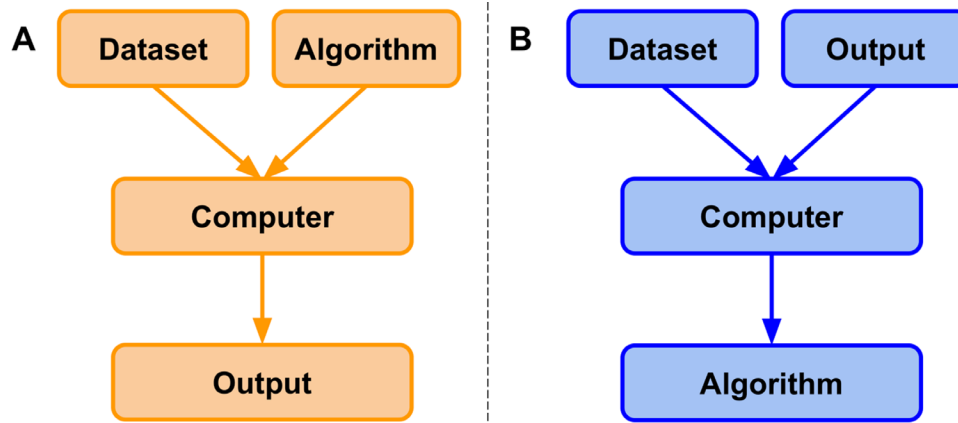 A
Dataset
Algorithm
Computer
Output
B
Dataset
Output
Computer
Algorithm